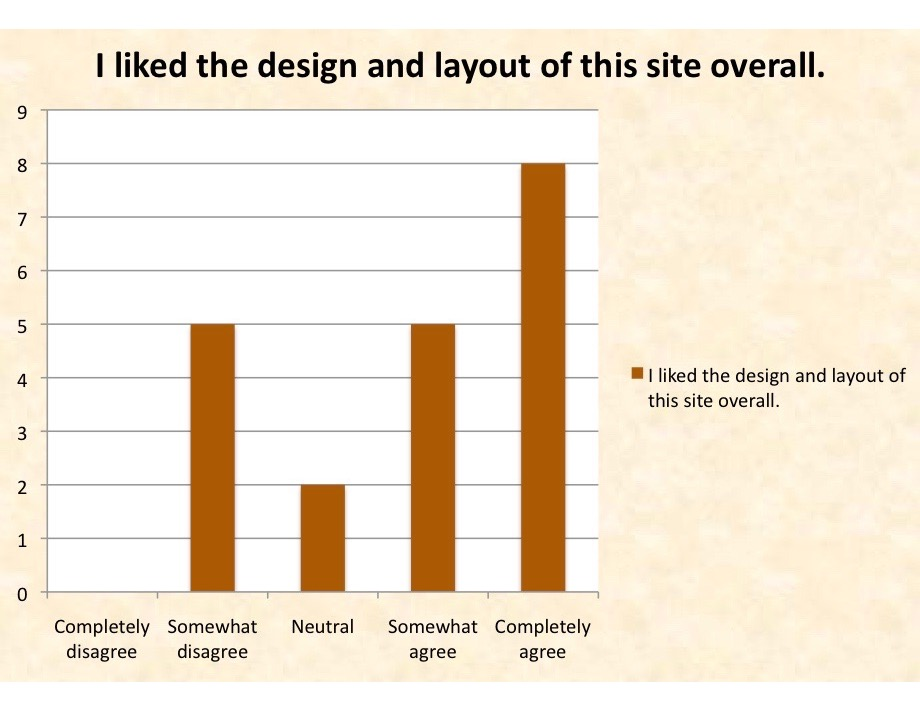 I liked the design and layout of this site overall.
9
8
7
6
5
4
3
2
1
0
Completely disagree
Somewhat disagree
Neutral
Somewhat agree
Completely agree
I liked the design and layout of
this site overall.